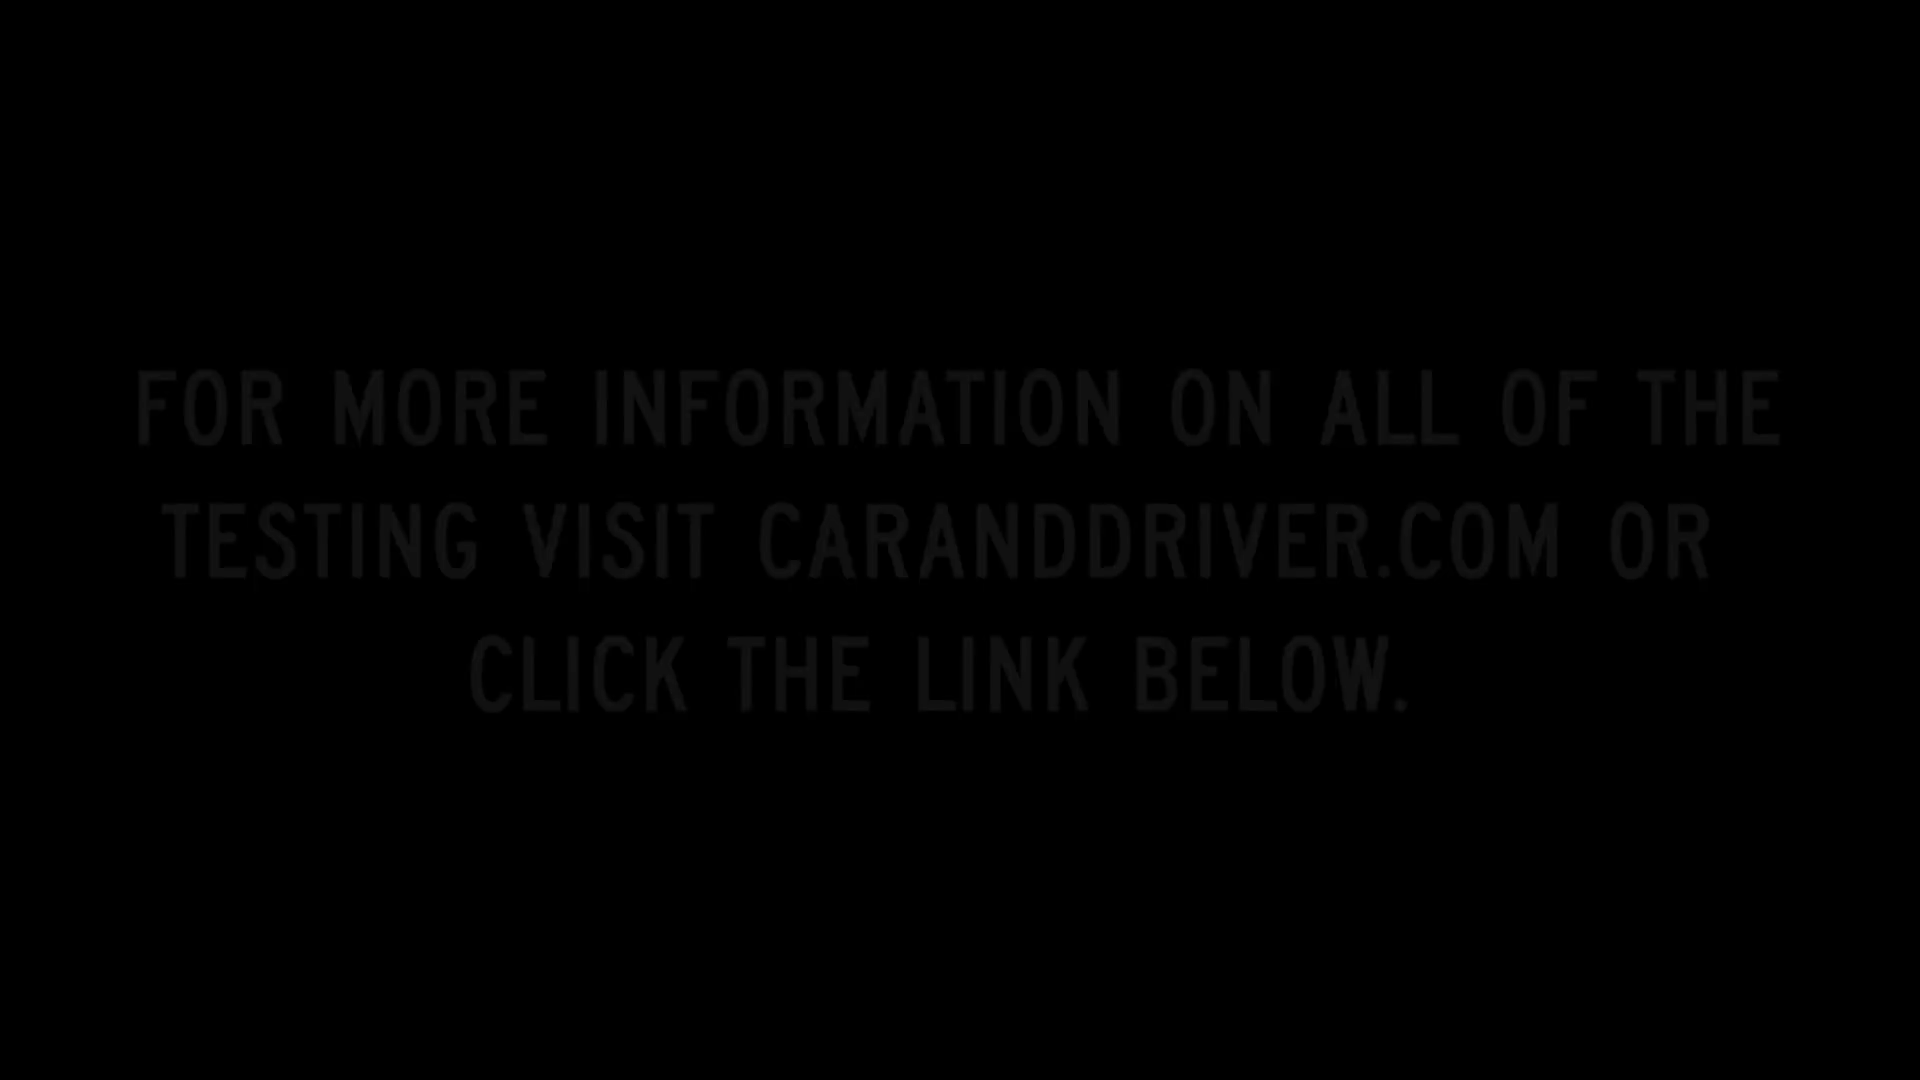 FOR MORE INFORMATION ON ALL OF THE
TESTING VISIT CARANDDRIVER.COM OR
CLICK THE LINK BELOW.